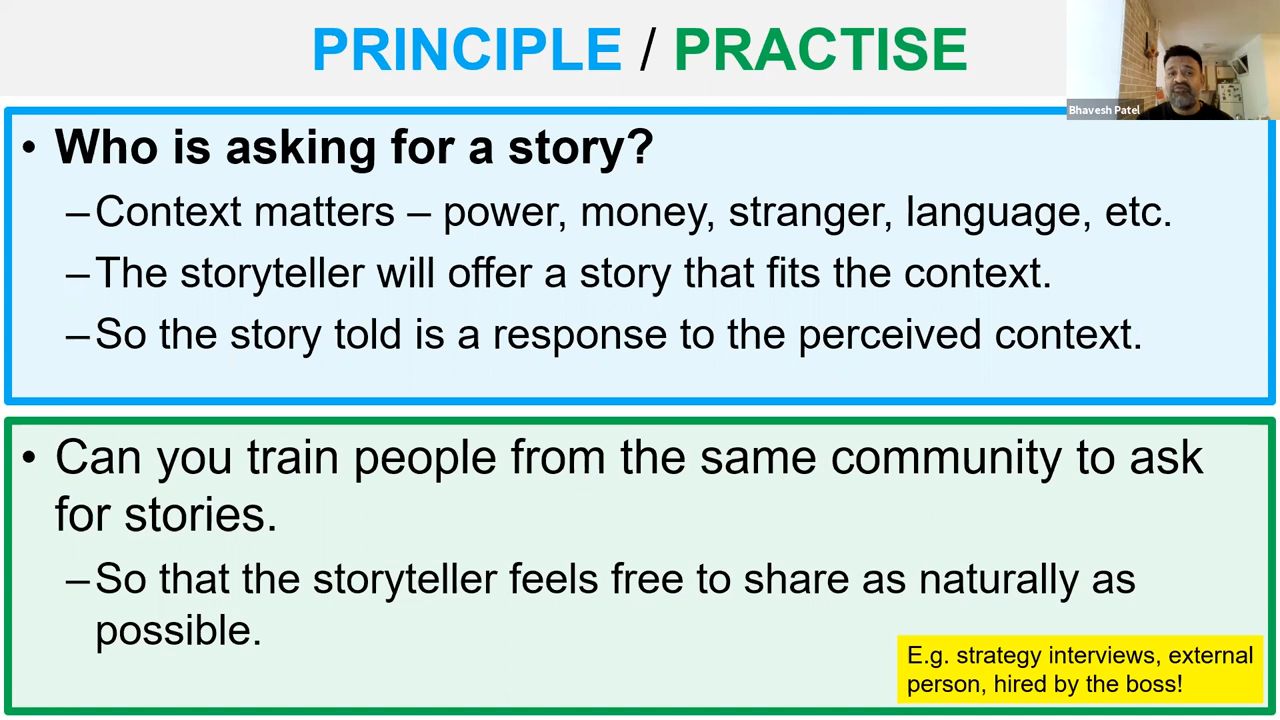 PRINCIPLE / PRACTISE
Bhavesh Patel
• Who is asking for a story?
–Context matters – power, money, stranger, language, etc.
–The storyteller will offer a story that fits the context.
–So the story told is a response to the perceived context.
• Can you train people from the same community to ask
for stories.
–So that the storyteller feels free to share as naturally as
possible.
E.g. strategy interviews, external
person, hired by the boss!